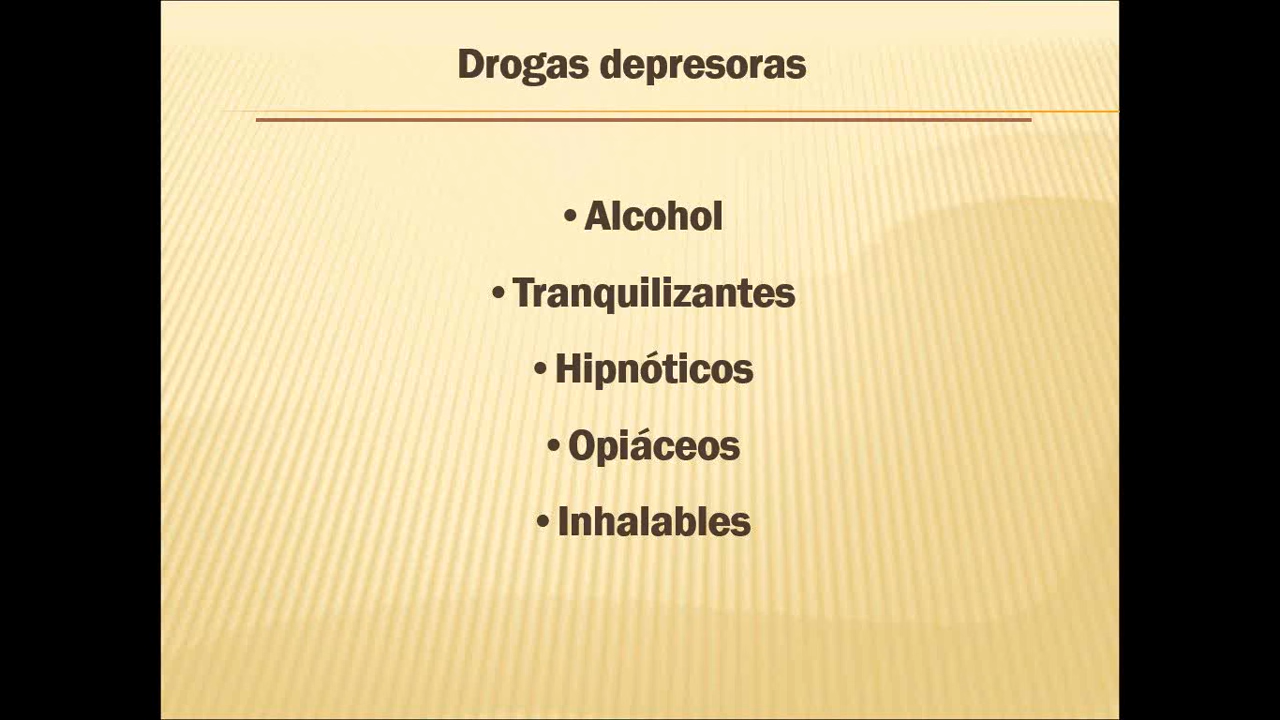 Drogas depresoras
•Alcohol
•Tranquilizantes
•Hipnóticos
•Opiáceos
•Inhalables